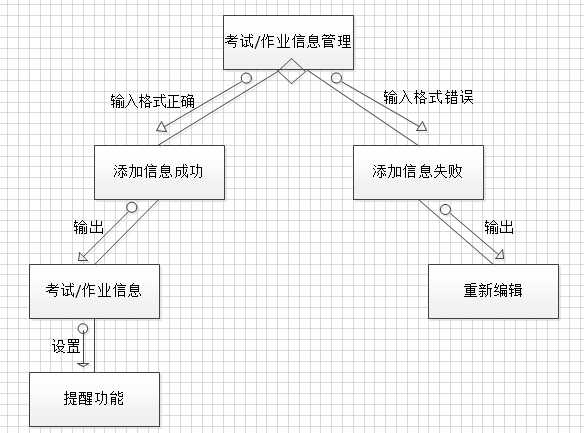 考试/作业信息管理
输入格式正确
输入格式错误
添加信息成功
添加信息失败
输出
输出
考试/作业信息
重新编辑
设置
提醒功能